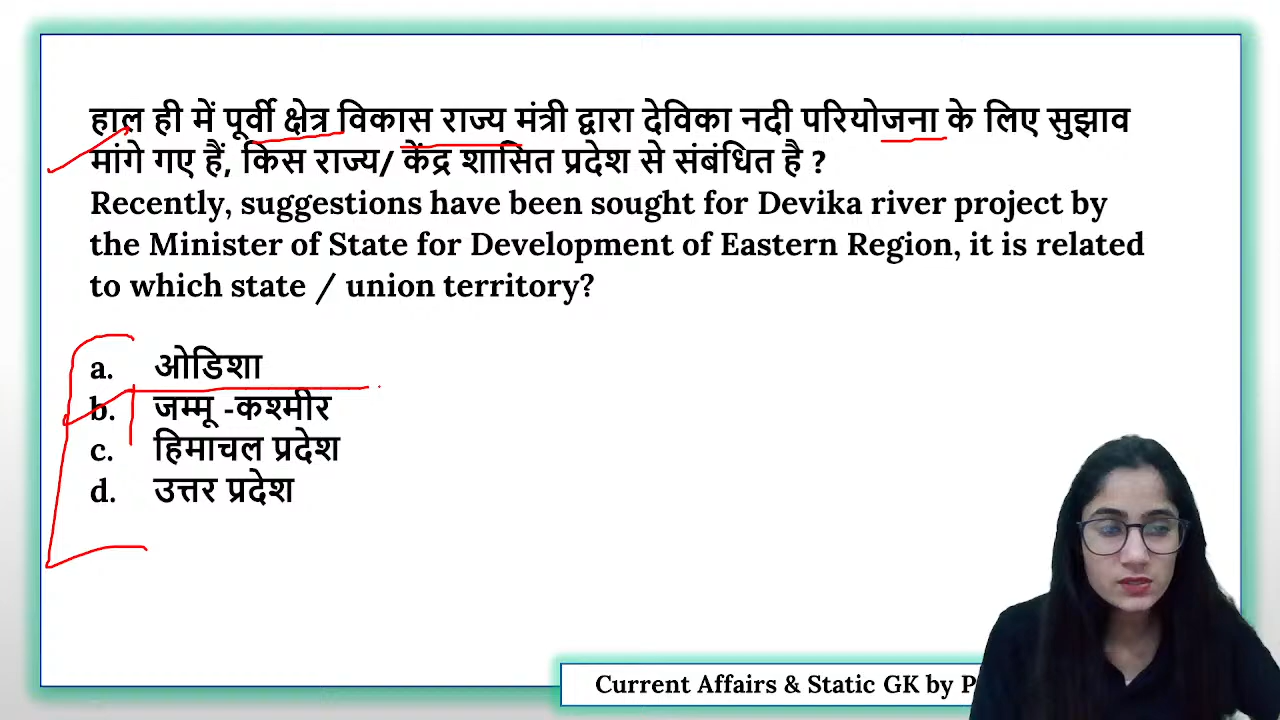 हाल ही में पूर्वी क्षेत्र विकास राज्य मंत्री द्वारा देविका नदी परियोजना के लिए सुझाव
मांगे गए हैं, किस राज्य/ केंद्र शासित प्रदेश से संबंधित है ?
Recently, suggestions have been sought for Devika river project by
the Minister of State for Development of Eastern Region, it is related
to which state / union territory?
a. ओडिशा
b. जम्मू -कश्मीर
c. हिमाचल प्रदेश
d. उत्तर प्रदेश
Current Affairs & Static GK by